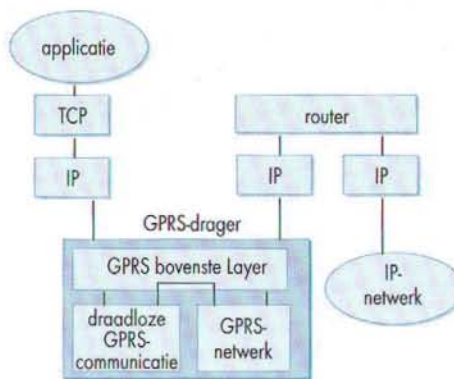 applicatie
TCP
router
IP
IP
IP
GPRS-drager
GPRS bovenste Layer
IP-
netwerk
draadloze
GPRS-
communicatie
GPRS-
netwerk